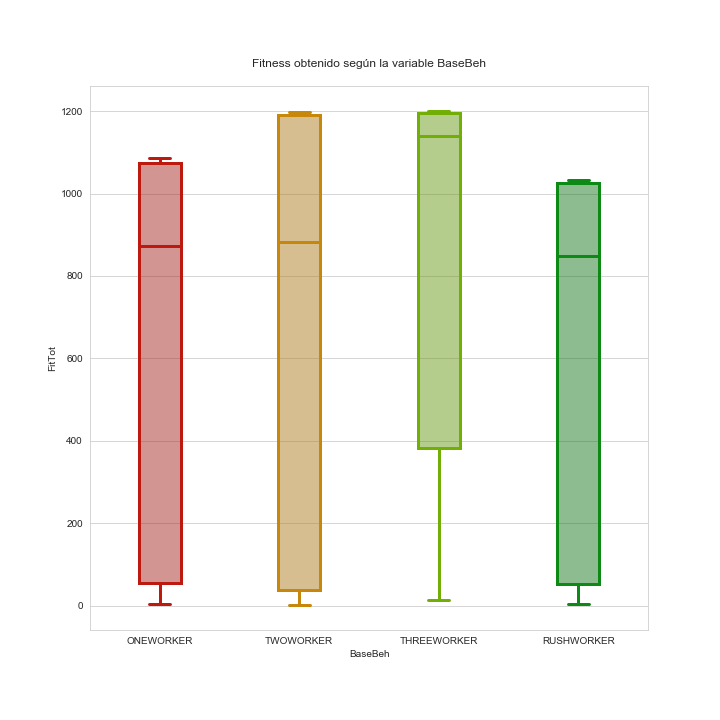 Fitness obtenido según la variable BaseBeh
1200
1000
800
600
400
200
0
FitTot
ONEWORKER TWOWORKER THREEWORKER RUSHWORKER
BaseBeh